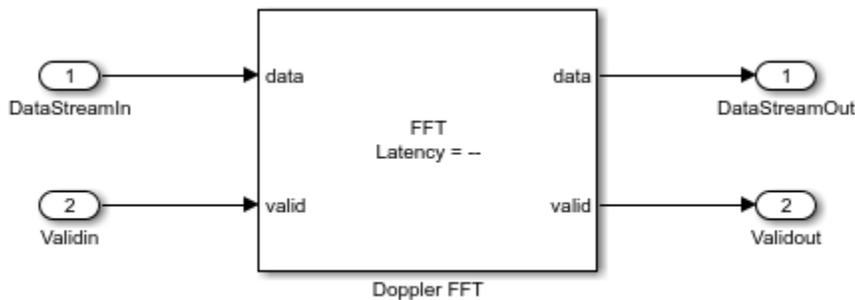 1
DataStreamIn
data
data
1
DataStreamOut
FFT
Latency = --
2
Validin
valid
valid
2
Validout
Doppler FFT